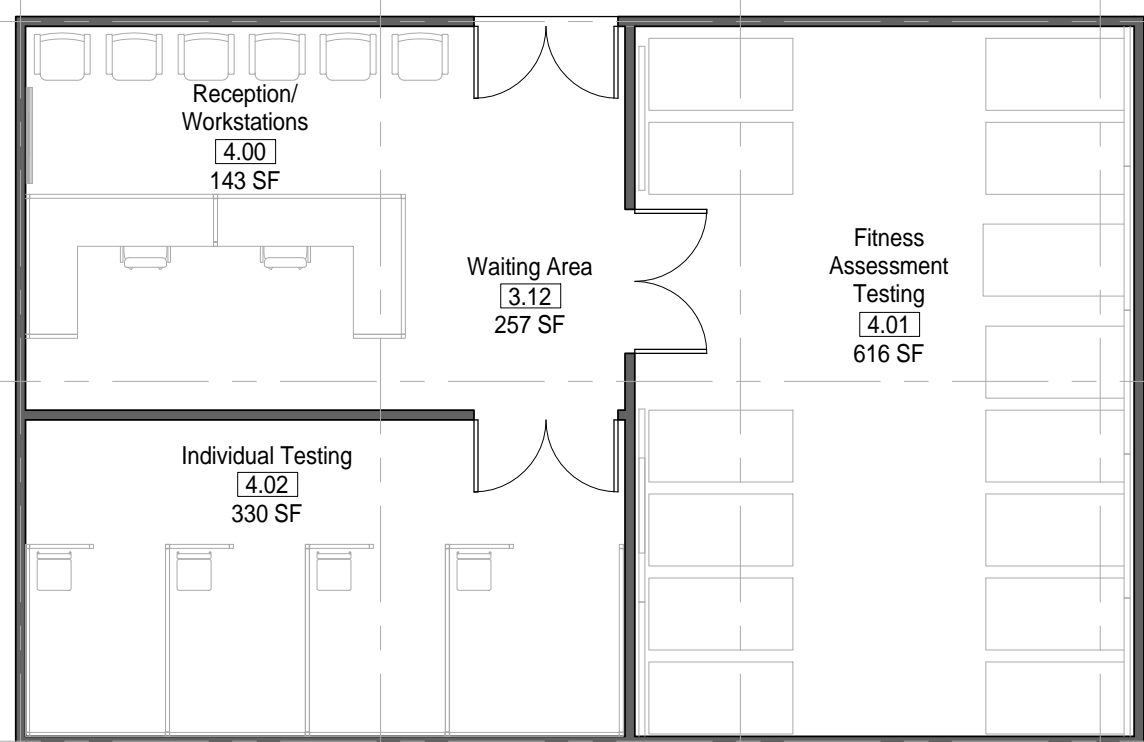 Reception/
Workstations
4.00
143 SF
Waiting Area
3.12
257 SF
Fitness
Assessment
Testing
4.01
616 SF
Individual Testing
4.02
330 SF